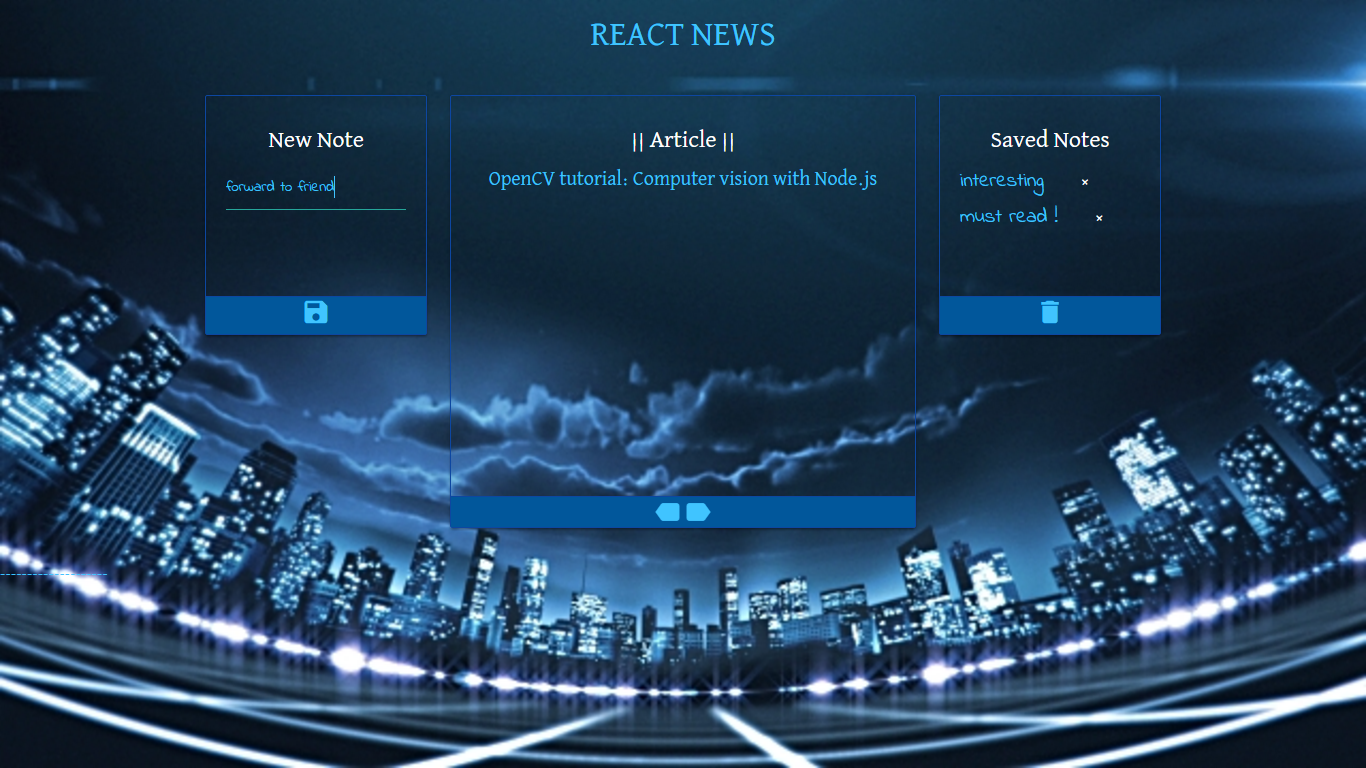 REACT NEWS
New Note
forward to friend
|| Article ||
OpenCV tutorial: Computer vision with Node.js
Saved Notes
interesting ×
must read ! ×